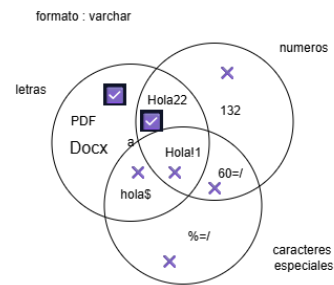 formato : varchar
numeros
letras
Hola22
132
PDF
a
Docx
Hola!1
60=/
hola$
%=/
caracteres
especiales